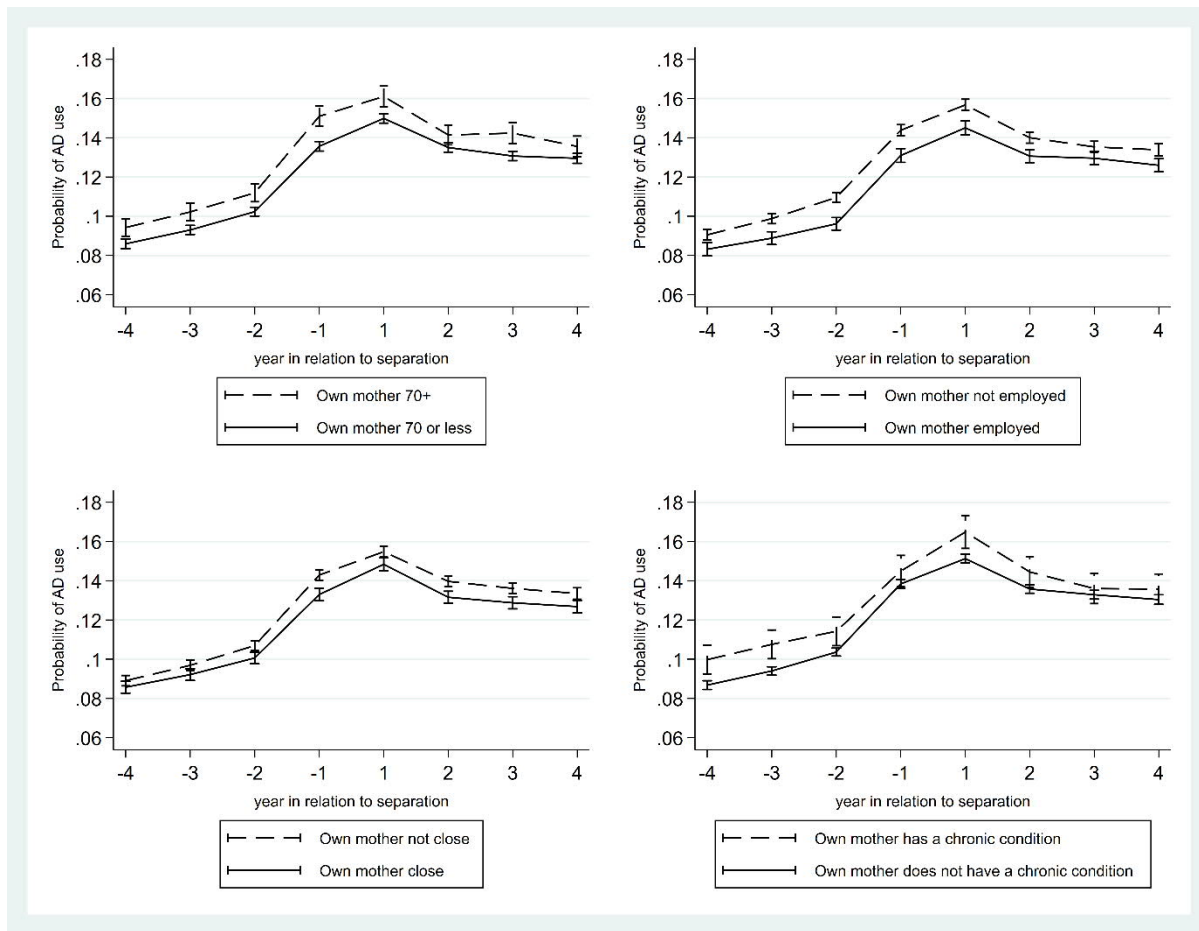 .18
.16
.14
.12
.1
.08
.06
Probability of AD use
-4 -3 -2 -1 1 2 3 4
year in relation to separation
Own mother 70+
Own mother 70 or less
.18
.16
.14
.12
.1
.08
.06
Probability of AD use
-4 -3 -2 -1 1 2 3 4
year in relation to separation
Own mother not employed
Own mother employed
.18
.16
.14
.12
.1
.08
.06
Probability of AD use
-4 -3 -2 -1 1 2 3 4
year in relation to separation
Own mother not close
Own mother close
.18
.16
.14
.12
.1
.08
.06
Probability of AD use
-4 -3 -2 -1 1 2 3 4
year in relation to separation
Own mother has a chronic condition
Own mother does not have a chronic condition